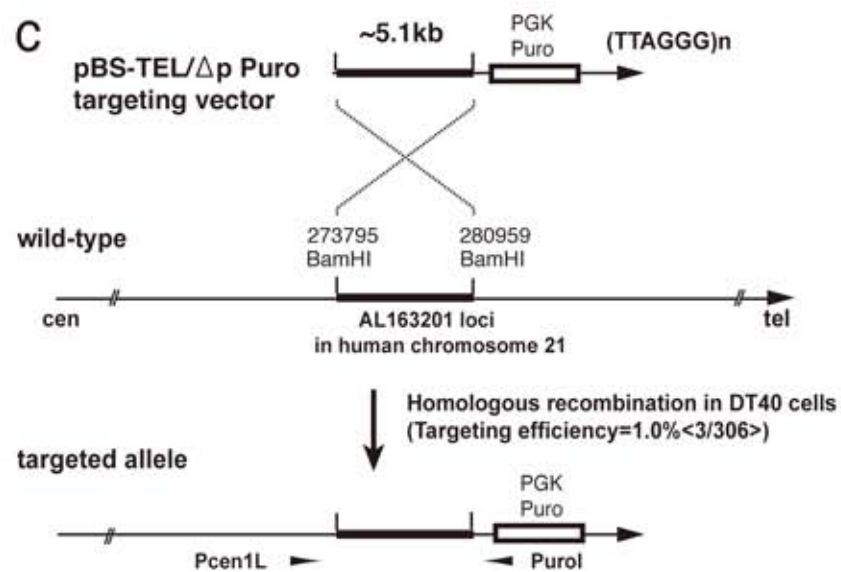 C
~5.1kb
PGK
Puro
(TTAGGG)n
pBS-TEL/Δp Puro
targeting vector
wild-type
273795
BamHI
280959
BamHI
cen
AL163201 loci
in human chromosome 21
tel
Homologous recombination in DT40 cells
(Targeting efficiency=1.0%<3/306>)
targeted allele
PGK
Puro
Pcen1L
PuroI